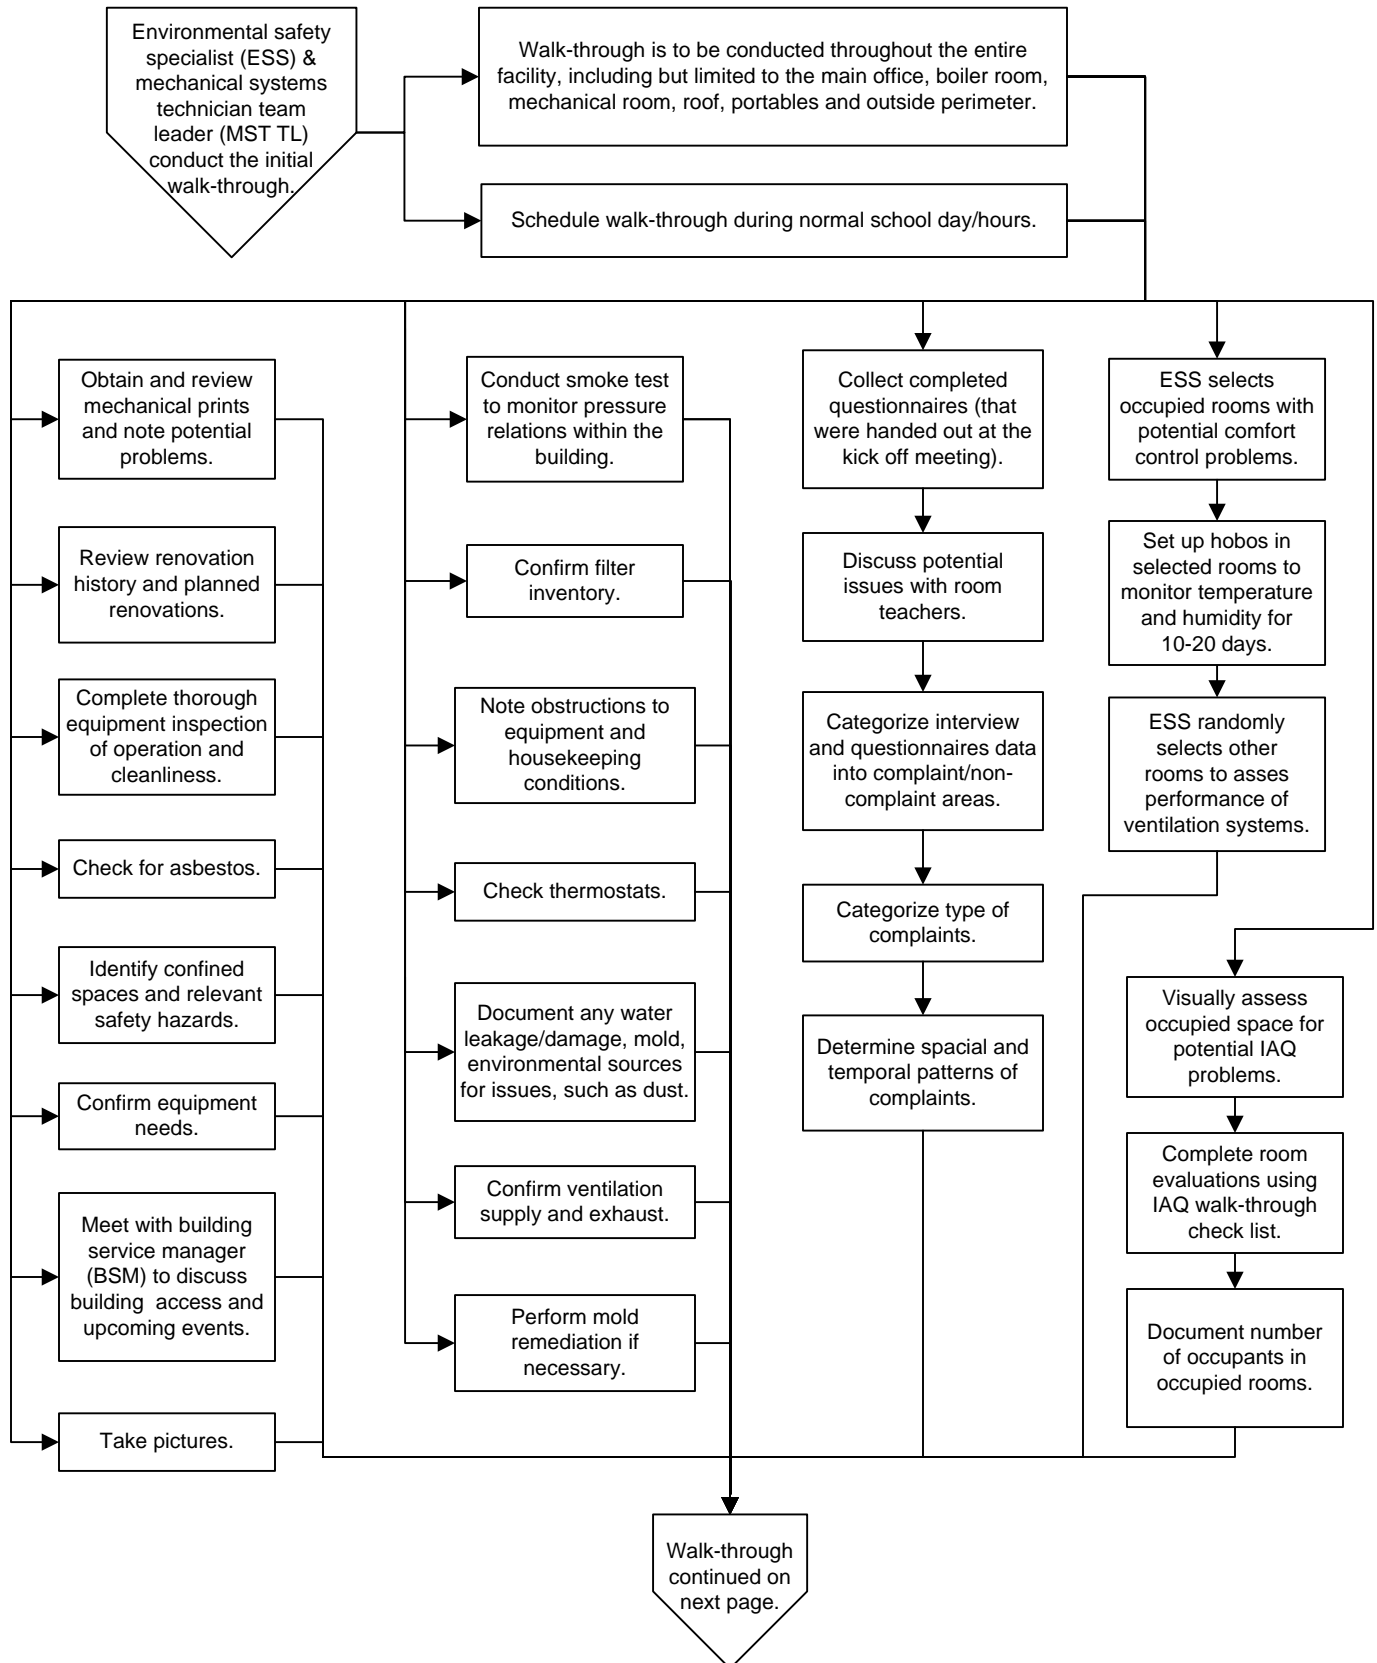 Environmental safety
specialist (ESS) &
mechanical systems
technician team
leader (MST TL)
conduct the initial
walk-through.
Walk-through is to be conducted throughout the entire
facility, including but limited to the main office, boiler room,
mechanical room, roof, portables and outside perimeter.
Schedule walk-through during normal school day/hours.
Obtain and review
mechanical prints
and note potential
problems.
Review renovation
history and planned
renovations.
Complete thorough
equipment inspection
of operation and
cleanliness.
Check for asbestos.
Identify confined
spaces and relevant
safety hazards.
Confirm equipment
needs.
Meet with building
service manager
(BSM) to discuss
building  access and
upcoming events.
Take pictures.
Conduct smoke test
to monitor pressure
relations within the
building.
Confirm filter
inventory.
Note obstructions to
equipment and
housekeeping
conditions.
Check thermostats.
Document any water
leakage/damage, mold,
environmental sources
for issues, such as dust.
Confirm ventilation
supply and exhaust.
Perform mold
remediation if
necessary.
Collect completed
questionnaires (that
were handed out at the
kick off meeting).
Discuss potential
issues with room
teachers.
Categorize interview
and questionnaires data
into complaint/non-
complaint areas.
Categorize type of
complaints.
Determine spacial and
temporal patterns of
complaints.
ESS selects
occupied rooms with
potential comfort
control problems.
Set up hobos in
selected rooms to
monitor temperature
and humidity for
10-20 days.
ESS randomly
selects other
rooms to asses
performance of
ventilation systems.
Visually assess
occupied space for
potential IAQ
problems.
Complete room
evaluations using
IAQ walk-through
check list.
Document number
of occupants in
occupied rooms.
Walk-through
continued on
next page.